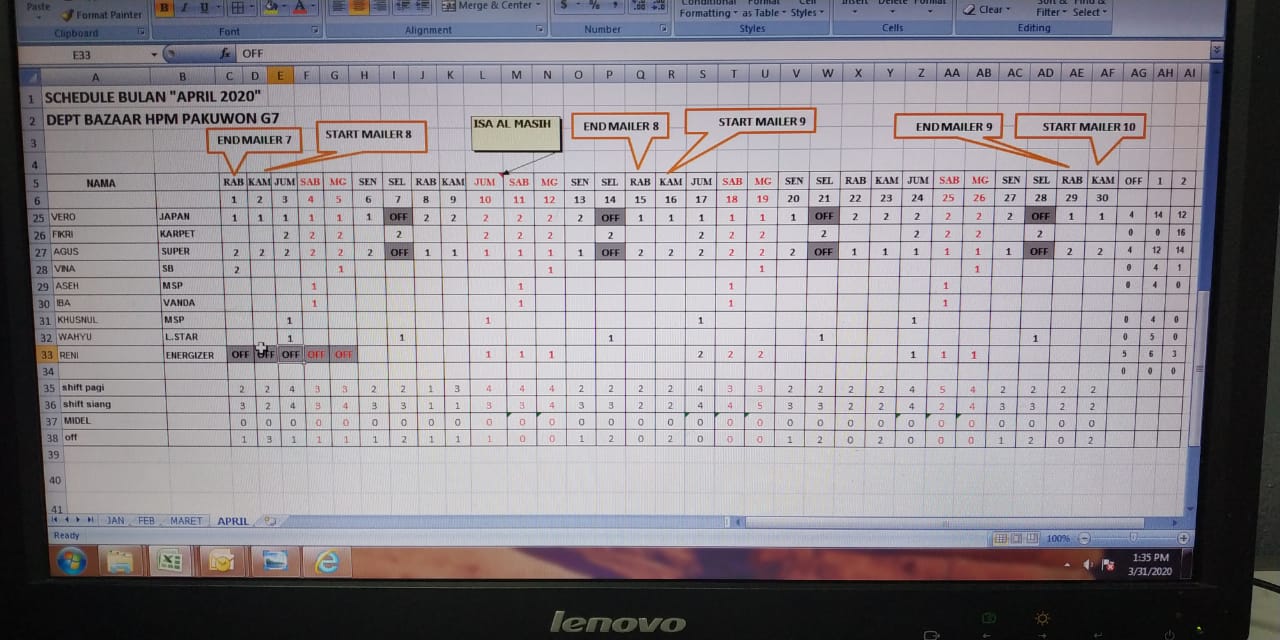 Paste
Format Painter
B I U
A
Merge & Center
$ % ,
Conditional Format Cell
Formatting as Table Styles
Insert Delete Format
Clear
Sort & Find &
Filter Select
Clipboard Font Alignment Number Styles Cells Editing
E33 fx OFF
A B C D E F G H I J K L M N O P Q R S T U V W X Y Z AA AB AC AD AE AF AG AH AI
1 SCHEDULE BULAN "APRIL 2020"
2 DEPT BAZAAR HPM PAKUWON G7
3 END MAILER 7 START MAILER 8 ISA AL MASIH END MAILER 8 START MAILER 9 END MAILER 9 START MAILER 10
4
5 NAMA RAB KAM JUM SAB MG SEN SEL RAB KAM JUM SAB MG SEN SEL RAB KAM JUM SAB MG SEN SEL RAB KAM JUM SAB MG SEN SEL RAB KAM OFF 1 2
6 1 2 3 4 5 6 7 8 9 10 11 12 13 14 15 16 17 18 19 20 21 22 23 24 25 26 27 28 29 30
25 VERO JAPAN 1 1 1 1 1 1 OFF 2 2 2 2 2 2 OFF 1 1 1 1 1 1 OFF 2 2 2 2 2 2 OFF 1 1 4 14 12
26 FIKRI KARPET 2 2 2 2 2 2 2 2 2 2 2 2 2 2 2 2 0 0 16
27 AGUS SUPER 2 2 2 2 2 2 OFF 1 1 1 1 1 1 OFF 2 2 2 2 2 2 OFF 1 1 1 1 1 1 OFF 2 2 4 12 14
28 VINA SB 2 1 1 1 1 0 4 1
29 ASEH MSP 1 1 1 1 0 4 0
30 IBA VANDA 1 1 1 1
31 KHUSNUL MSP 1 1 1 1 0 4 0
32 WAHYU L.STAR 1 1 1 1 1 0 5 0
33 RENI ENERGIZER OFF OFF OFF OFF OFF 1 1 1 2 2 2 1 1 1 5 6 3
34 0 0 0
35 shift pagi 2 2 4 3 3 2 2 1 3 4 4 4 2 2 2 2 4 3 3 2 2 2 2 4 5 4 2 2 2 2
36 shift siang 3 2 4 3 4 3 3 1 1 3 3 4 3 3 2 2 4 4 5 3 3 2 2 4 2 4 3 3 2 2
37 MIDEL 0 0 0 0 0 0 0 0 0 0 0 0 0 0 0 0 0 0 0 0 0 0 0 0 0 0 0 0 0 0
38 off 1 3 1 1 1 1 2 1 1 1 0 0 1 2 0 2 0 0 0 1 2 0 2 0 0 0 1 2 0 2
39
40
41
JAN FEB MARET APRIL
Ready 100%
1:35 PM
3/31/2020
lenovo